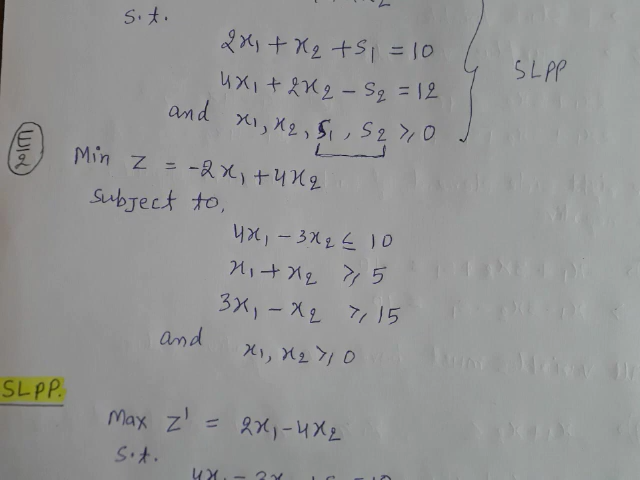 s.t.
2x₁ + x₂ + s₁ = 10
4x₁ + 2x₂ - s₂ = 12
and x₁, x₂, s₁, s₂ ≥ 0
SLPP
Min Z = -2x₁ + 4x₂
Subject to,
4x₁ - 3x₂ ≤ 10
x₁ + x₂ ≥ 5
3x₁ - x₂ ≥ 15
and x₁, x₂ ≥ 0
SLPP.
Max Z' = 2x₁ - 4x₂
s.t.